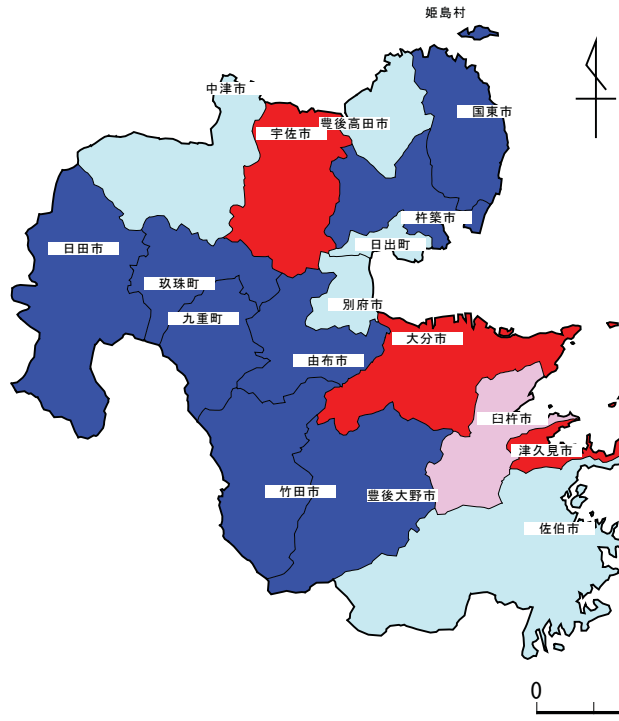 姫島村
中津市
国東市
豊後高田市
宇佐市
杵築市
日出町
日田市
玖珠町
別府市
九重町
大分市
由布市
臼杵市
津久見市
竹田市
豊後大野市
佐伯市
0